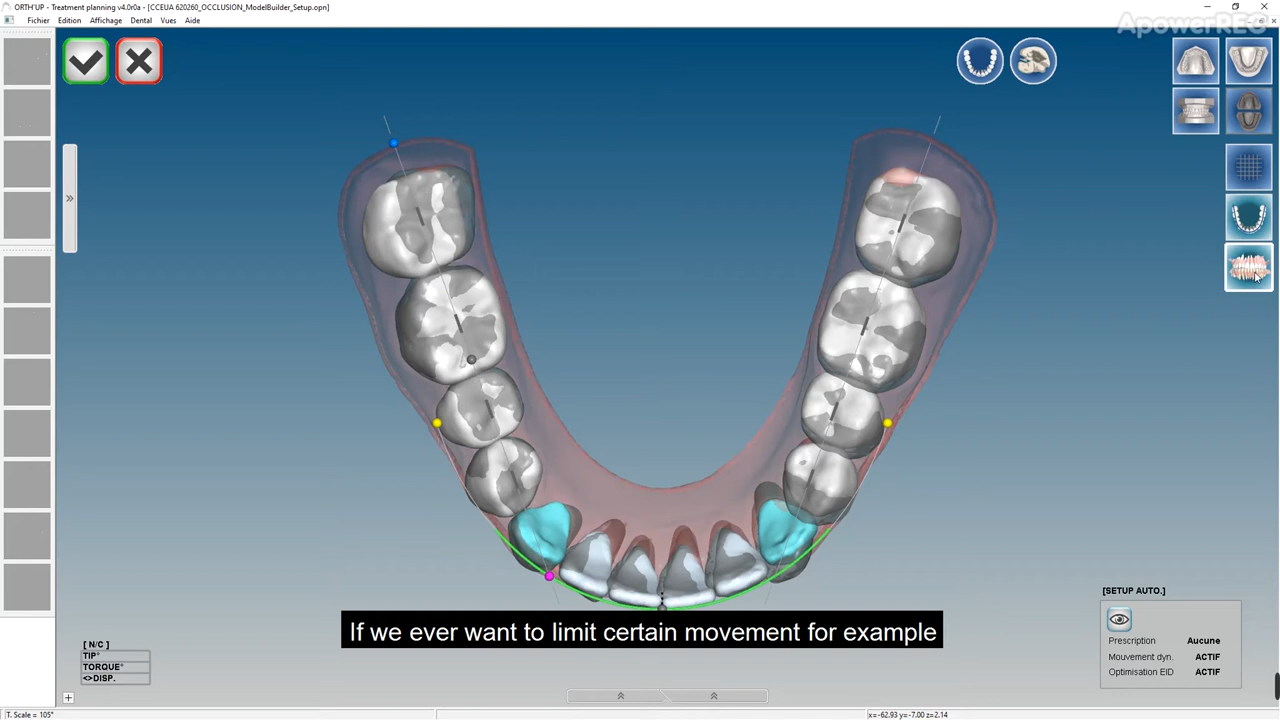 ORTH'UP - Treatment planning v4.0r0a - [CCEUA 620260_OCCLUSION_ModelBuilder_Setup.opn]
Fichier Edition Affichage Dental Vues Aide
ApowerREC
[SETUP AUTO.]
Prescription Aucune
Mouvement dyn. ACTIF
Optimisation EID ACTIF
If we ever want to limit certain movement for example
[ N/C ]
TIP°
TORQUE°
<>DISP.
T. Scale = 105°
x=-62.93 y=-7.00 z=2.14